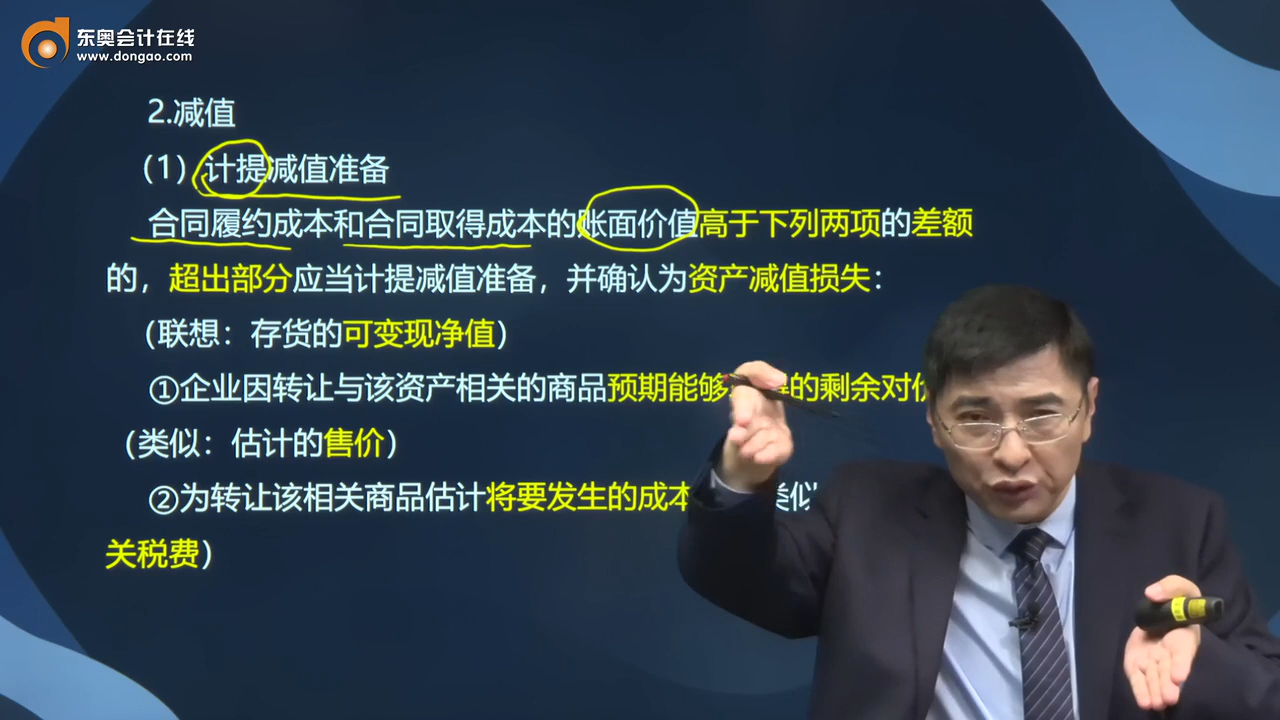 东奥会计在线
www.dongao.com
2.减值
（1）计提减值准备
合同履约成本和合同取得成本的账面价值高于下列两项的差额
的，超出部分应当计提减值准备，并确认为资产减值损失：
（联想：存货的可变现净值）
①企业因转让与该资产相关的商品预期能够 的剩余对价
（类似：估计的售价）
②为转让该相关商品估计将要发生的成本 类似
关税费）